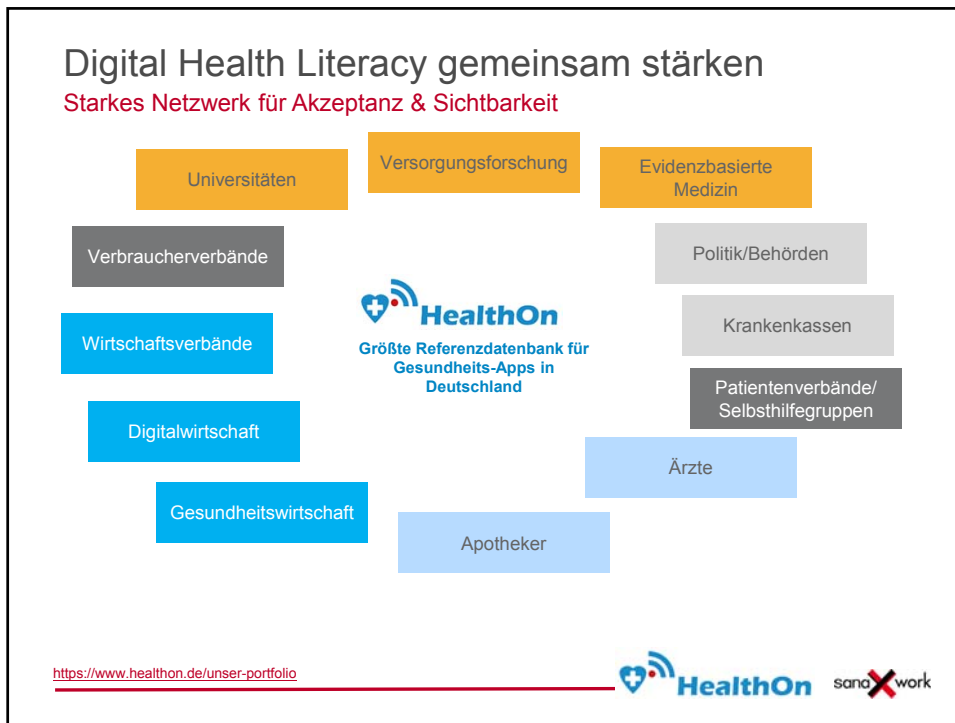 Digital Health Literacy gemeinsam stärken
Starkes Netzwerk für Akzeptanz & Sichtbarkeit
Universitäten
Versorgungsforschung
Evidenzbasierte
Medizin
Verbraucherverbände
Politik/Behörden
Wirtschaftsverbände
HealthOn
Größte Referenzdatenbank für
Gesundheits-Apps in
Deutschland
Krankenkassen
Patientenverbände/
Selbsthilfegruppen
Digitalwirtschaft
Ärzte
Gesundheitswirtschaft
Apotheker
https://www.healthon.de/unser-portfolio
HealthOn
sanaXwork